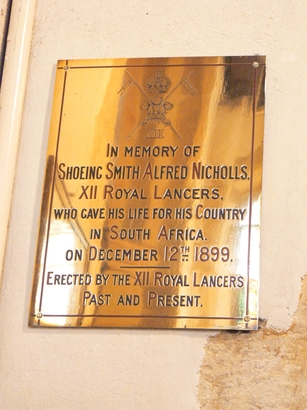 XII
IN MEMORY OF
SHOEING SMITH ALFRED NICHOLLS,
XII ROYAL LANCERS,
WHO GAVE HIS LIFE FOR HIS COUNTRY
IN SOUTH AFRICA.
ON DECEMBER 12TH 1899.
ERECTED BY THE XII ROYAL LANCERS
PAST AND PRESENT.